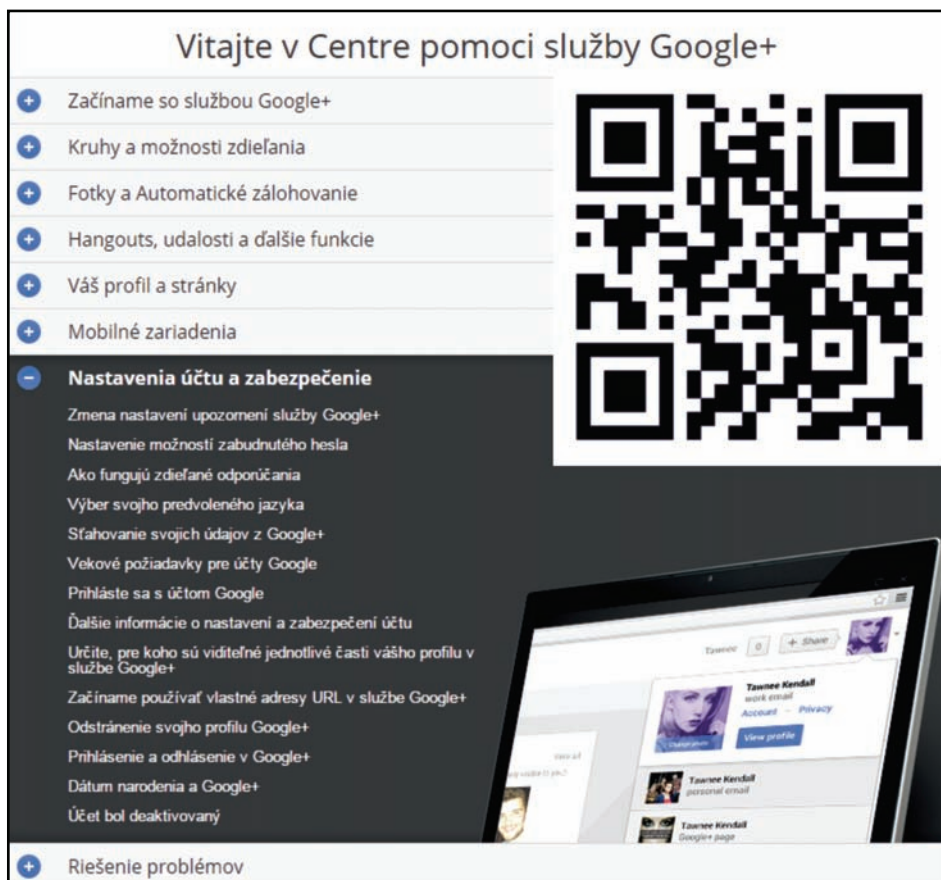 Vitajte v Centre pomoci služby Google+
Začíname so službou Google+
Kruhy a možnosti zdieľania
Fotky a Automatické zálohovanie
Hangouts, udalosti a ďalšie funkcie
Váš profil a stránky
Mobilné zariadenia
Nastavenia účtu a zabezpečenie
Zmena nastavení upozornení služby Google+
Nastavenie možností zabudnutého hesla
Ako fungujú zdieľané odporúčania
Výber svojho predvoleného jazyka
Sťahovanie svojich údajov z Google+
Vekové požiadavky pre účty Google
Prihláste sa s účtom Google
Ďalšie informácie o nastavení a zabezpečení účtu
Určite, pre koho sú viditeľné jednotlivé časti vášho profilu v
službe Google+
Začíname používať vlastné adresy URL v službe Google+
Odstránenie svojho profilu Google+
Prihlásenie a odhlásenie v Google+
Dátum narodenia a Google+
Účet bol deaktivovaný
Tawnee 0 + Share
Tawnee Kendall
work email
Account – Privacy
Change photo
View profile
View all
Tawnee Kendall
personal email
Tawnee Kendall
Google+ page
Riešenie problémov